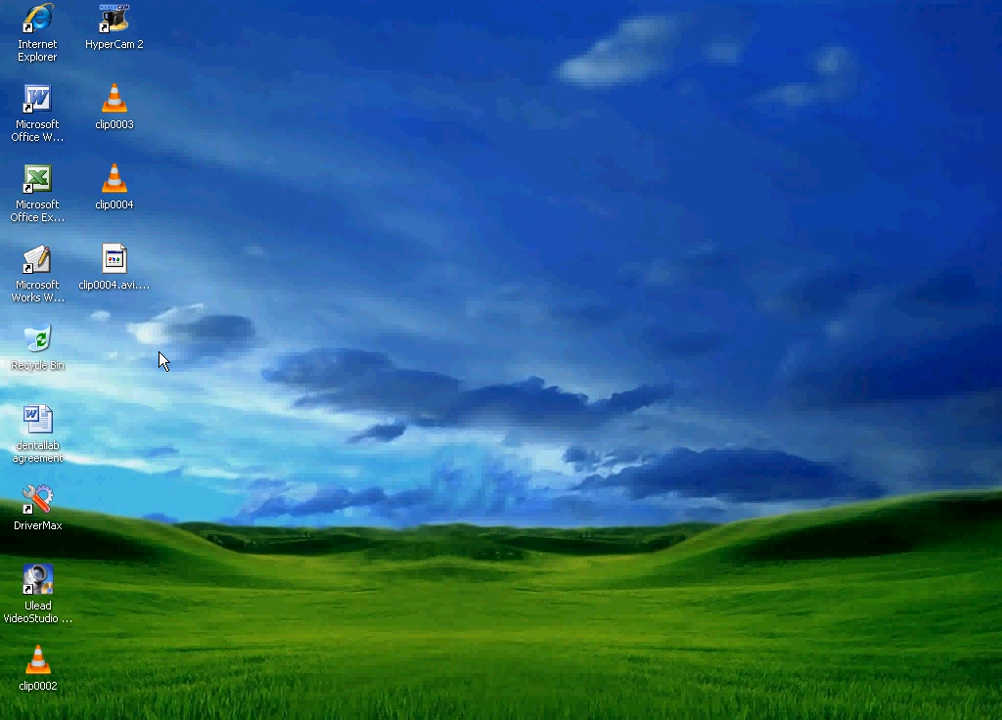 Internet
Explorer
Microsoft
Office W...
Microsoft
Office Ex...
Microsoft
Works W...
Recycle Bin
dentallab
agreement
DriverMax
Ulead
VideoStudio ...
clip0002
HyperCam 2
clip0003
clip0004
clip0004.avi....